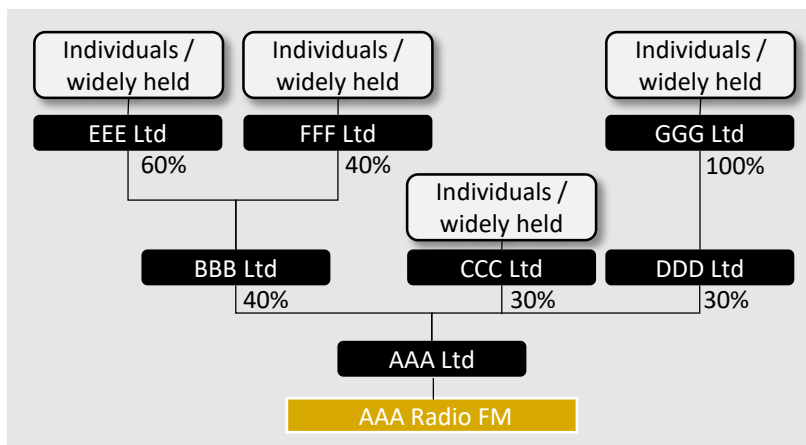 Individuals /
widely held
Individuals /
widely held
Individuals /
widely held
EEE Ltd
FFF Ltd
GGG Ltd
60%
40%
100%
Individuals /
widely held
BBB Ltd
CCC Ltd
DDD Ltd
40%
30%
30%
AAA Ltd
AAA Radio FM